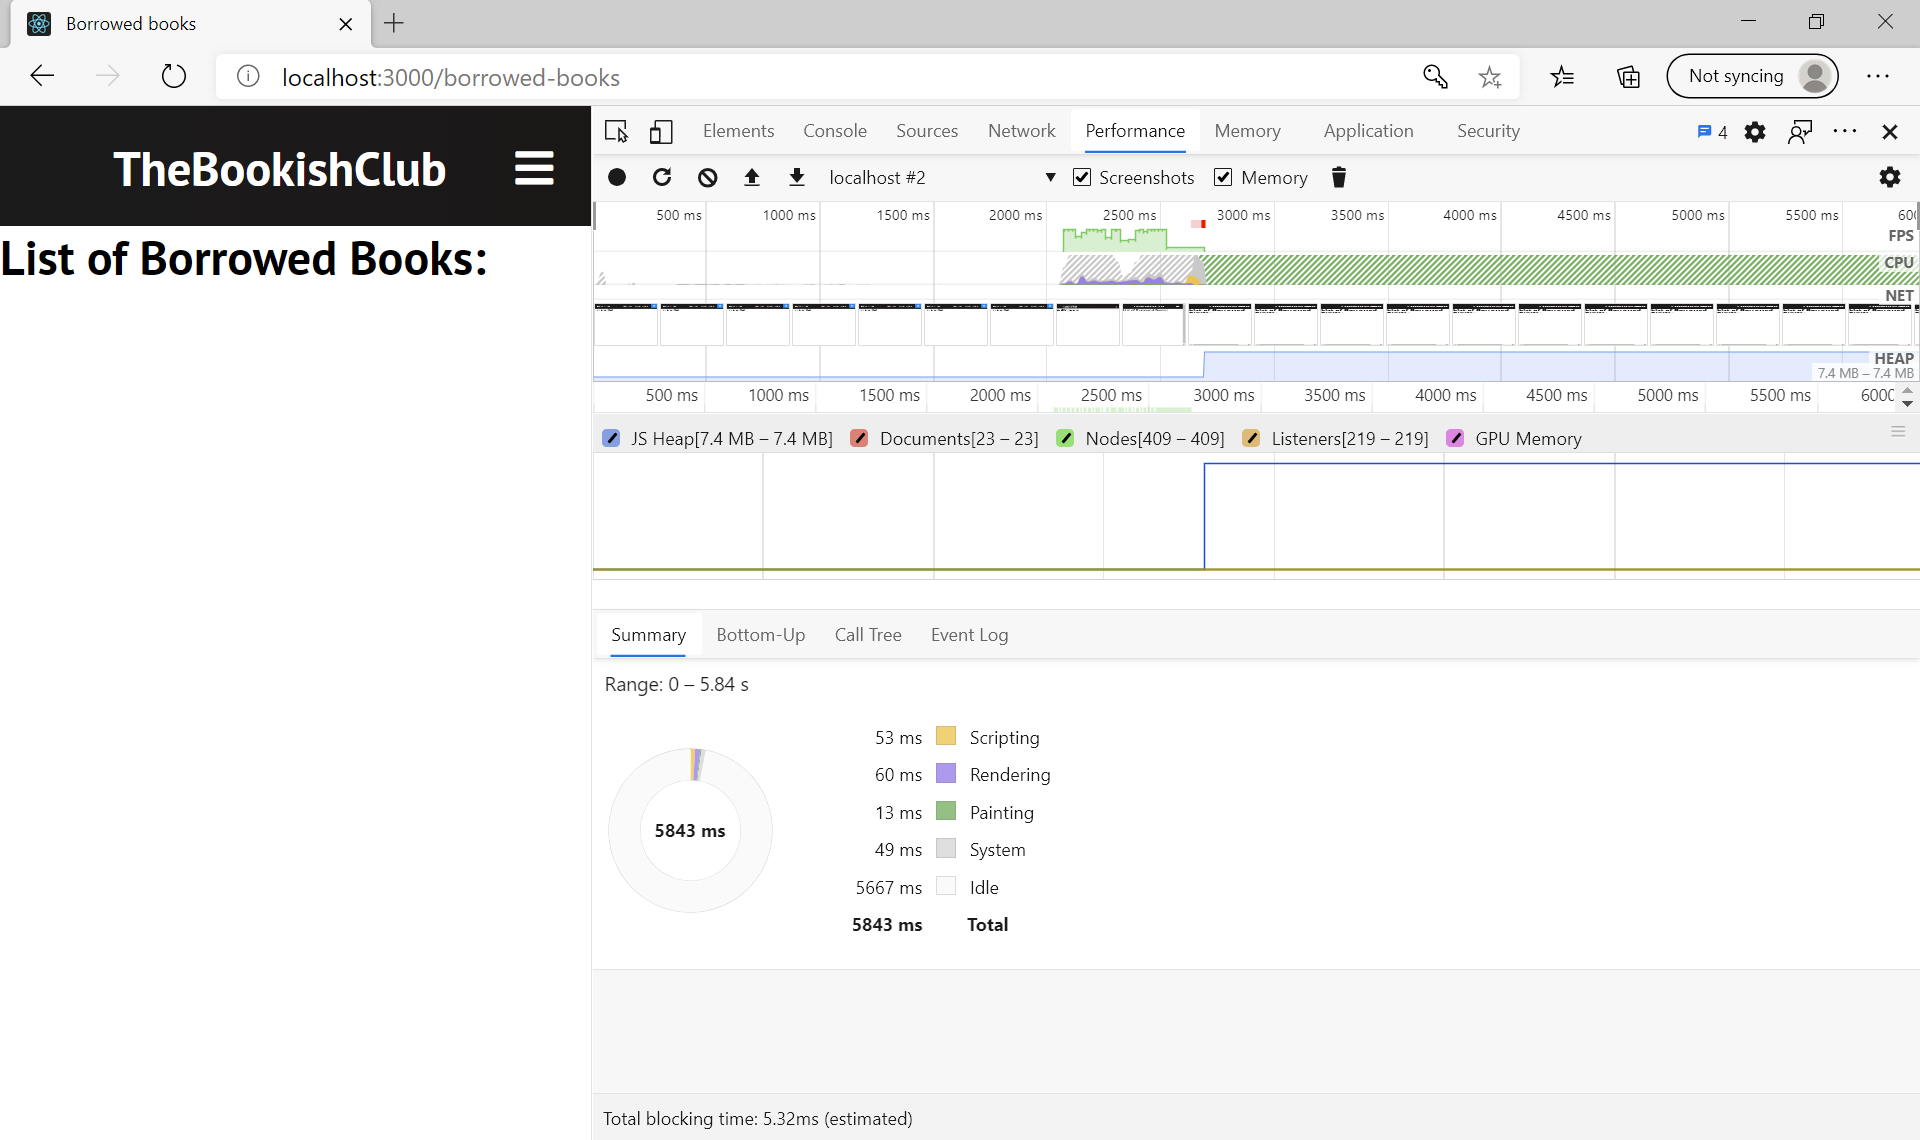 Borrowed books
localhost:3000/borrowed-books
Not syncing
TheBookishClub
List of Borrowed Books:
Elements Console Sources Network Performance Memory Application Security 4
localhost #2 Screenshots Memory
500 ms 1000 ms 1500 ms 2000 ms 2500 ms 3000 ms 3500 ms 4000 ms 4500 ms 5000 ms 5500 ms 600
FPS
CPU
NET
HEAP
7.4 MB – 7.4 MB
500 ms 1000 ms 1500 ms 2000 ms 2500 ms 3000 ms 3500 ms 4000 ms 4500 ms 5000 ms 5500 ms 6000
JS Heap[7.4 MB – 7.4 MB] Documents[23 – 23] Nodes[409 – 409] Listeners[219 – 219] GPU Memory
Summary Bottom-Up Call Tree Event Log
Range: 0 – 5.84 s
5843 ms
53 ms Scripting
60 ms Rendering
13 ms Painting
49 ms System
5667 ms Idle
5843 ms Total
Total blocking time: 5.32ms (estimated)